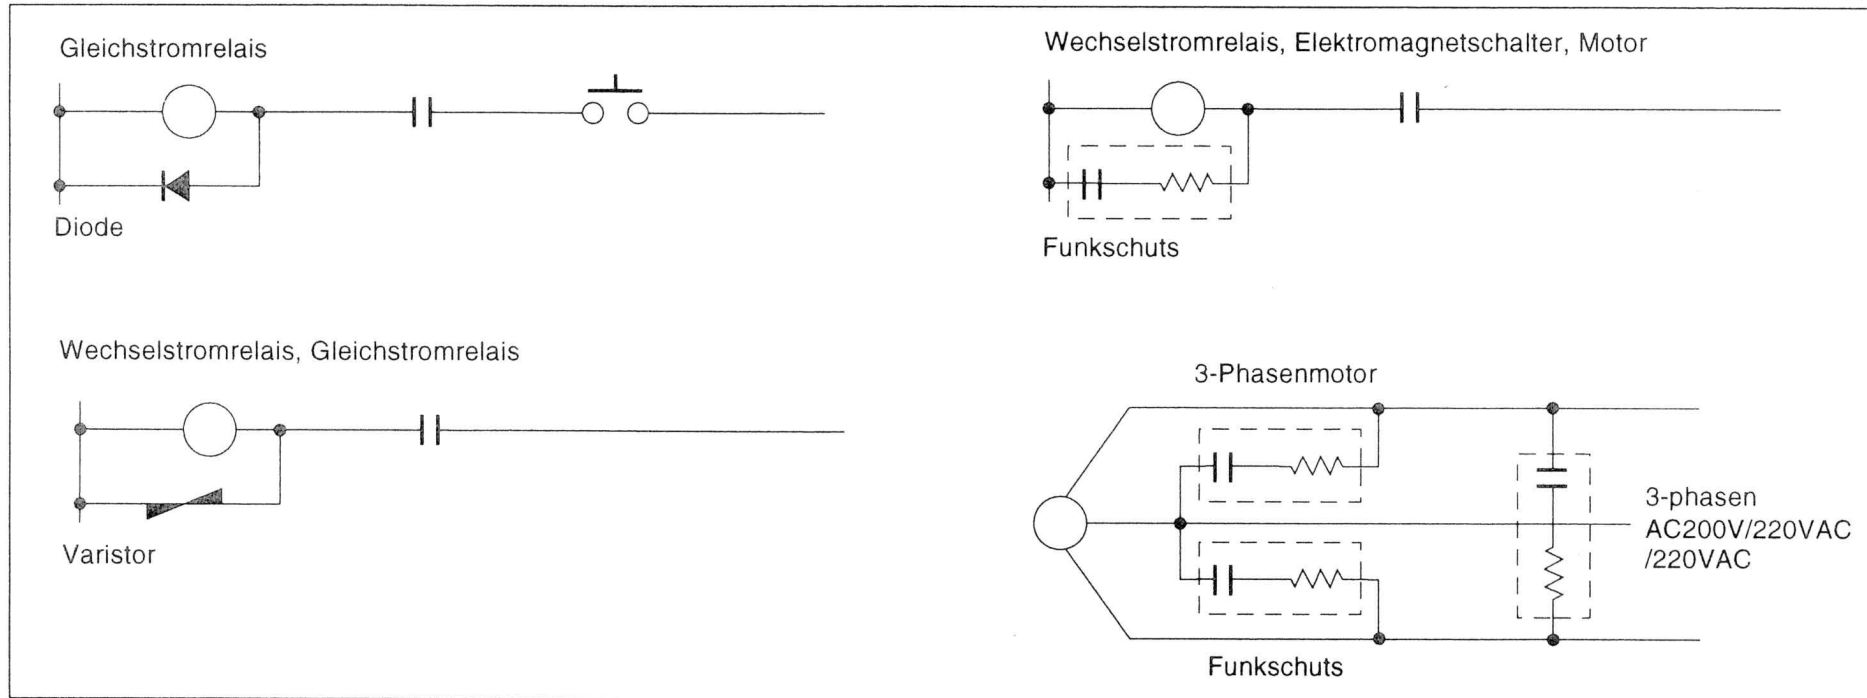 Gleichstromrelais
Diode
Wechselstromrelais, Elektromagnetschalter, Motor
Funkschuts
Wechselstromrelais, Gleichstromrelais
Varistor
3-Phasenmotor
3-phasen
AC200V/220VAC
/220VAC
Funkschuts